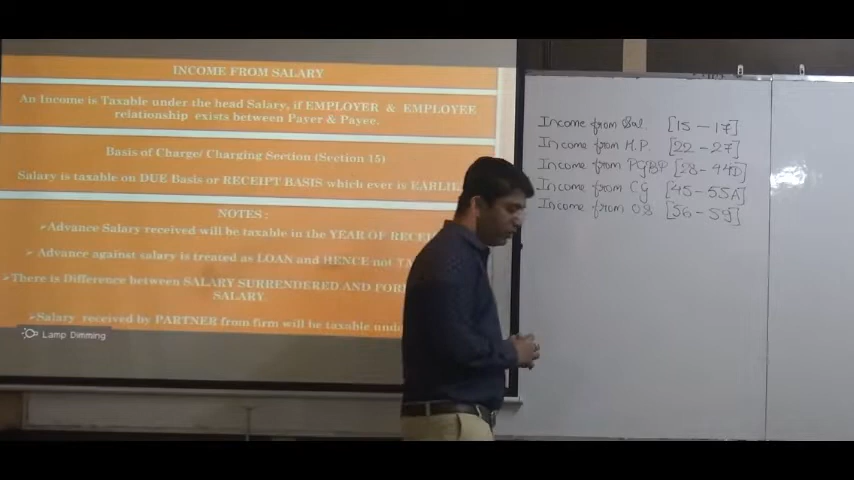 INCOME FROM SALARY
An Income is Taxable under the head Salary, if EMPLOYER & EMPLOYEE
relationship exists between Payer & Payee.
Basis of Charge/ Charging Section (Section 15)
Salary is taxable on DUE Basis or RECEIPT BASIS which ever is EARLIE
NOTES :
➢Advance Salary received will be taxable in the YEAR OF RECEI
➢Advance against salary is treated as LOAN and HENCE not TA
➢There is Difference between SALARY SURRENDERED AND FOR
SALARY
➢Salary received by PARTNER from firm will be taxable und
Lamp Dimming
Income from Sal. [15 – 17]
Income from H.P. [22 – 27]
Income from PGBP [28 – 44D]
Income from CG [45 – 55A]
Income from OS [56 – 59]